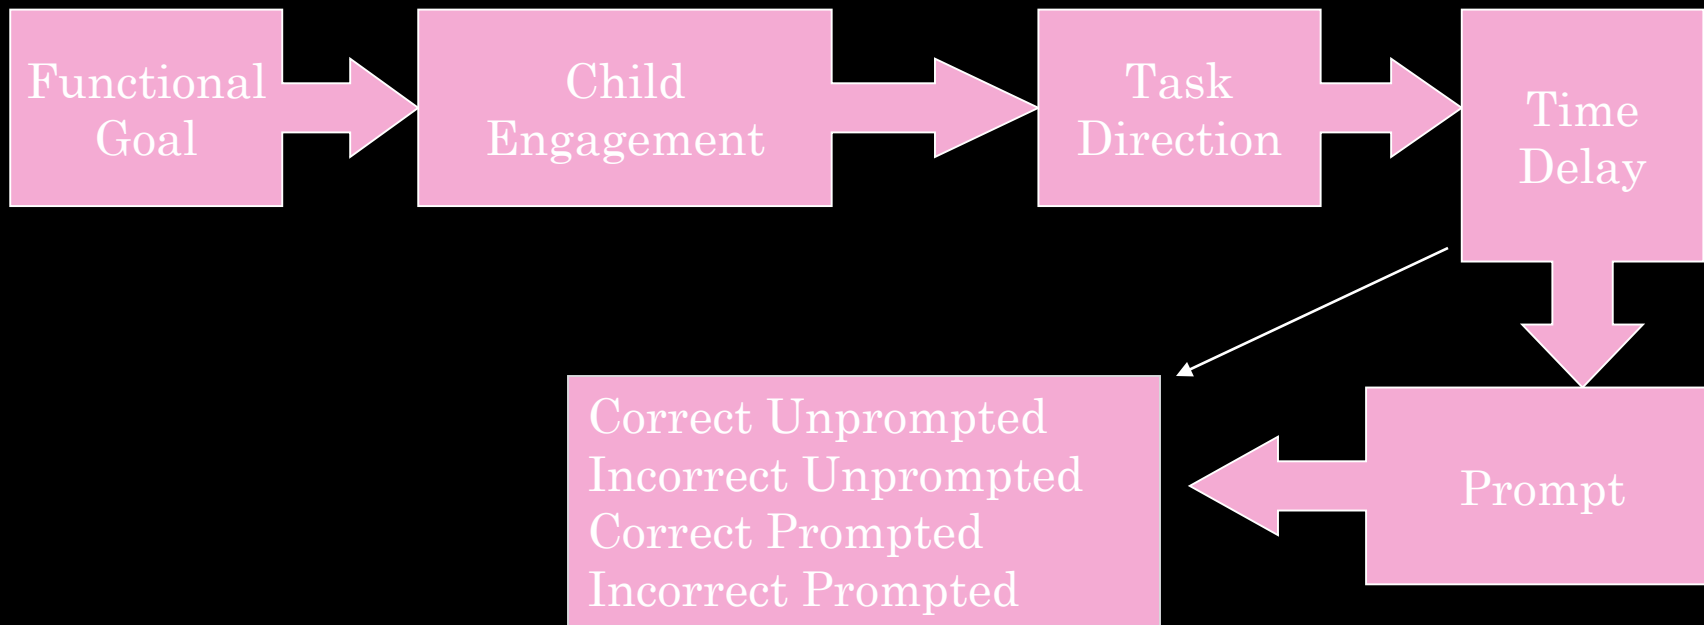 Functional
Goal
Child
Engagement
Task
Direction
Time
Delay
Correct Unprompted
Incorrect Unprompted
Correct Prompted
Incorrect Prompted
Prompt